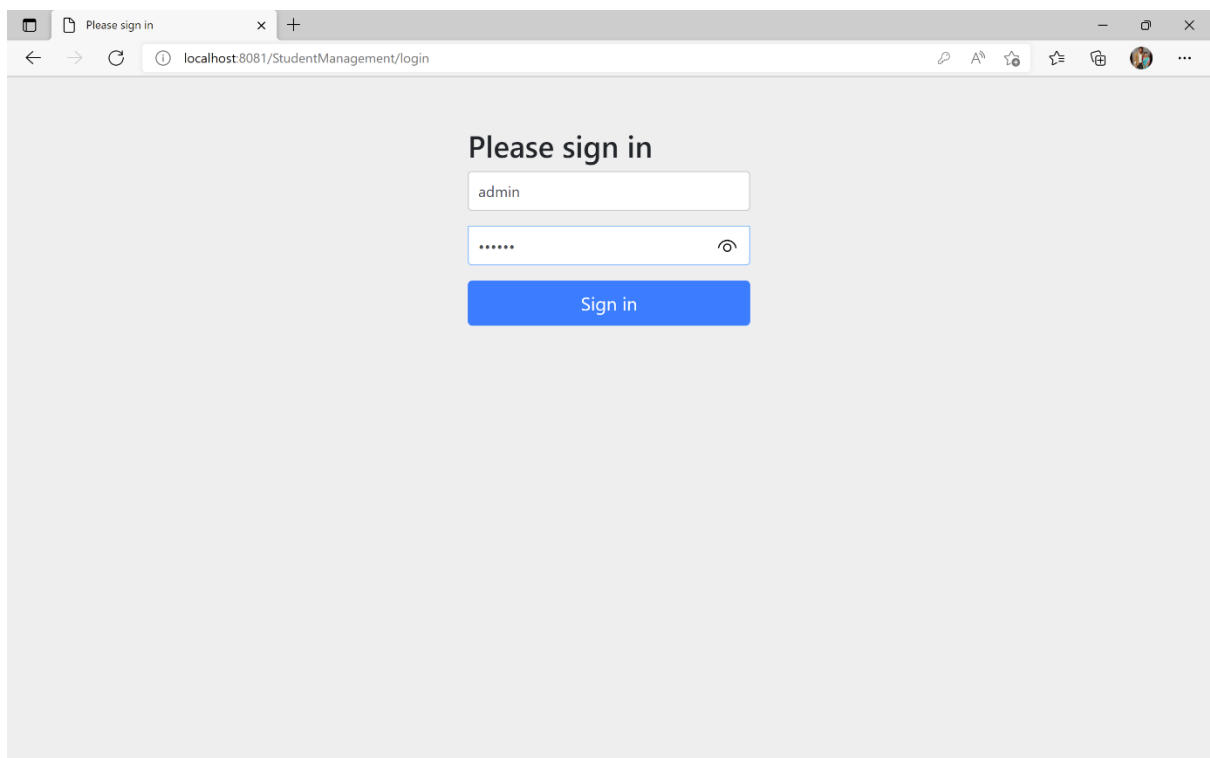 Please sign in
localhost:8081/StudentManagement/login
Please sign in
admin
••••••
Sign in